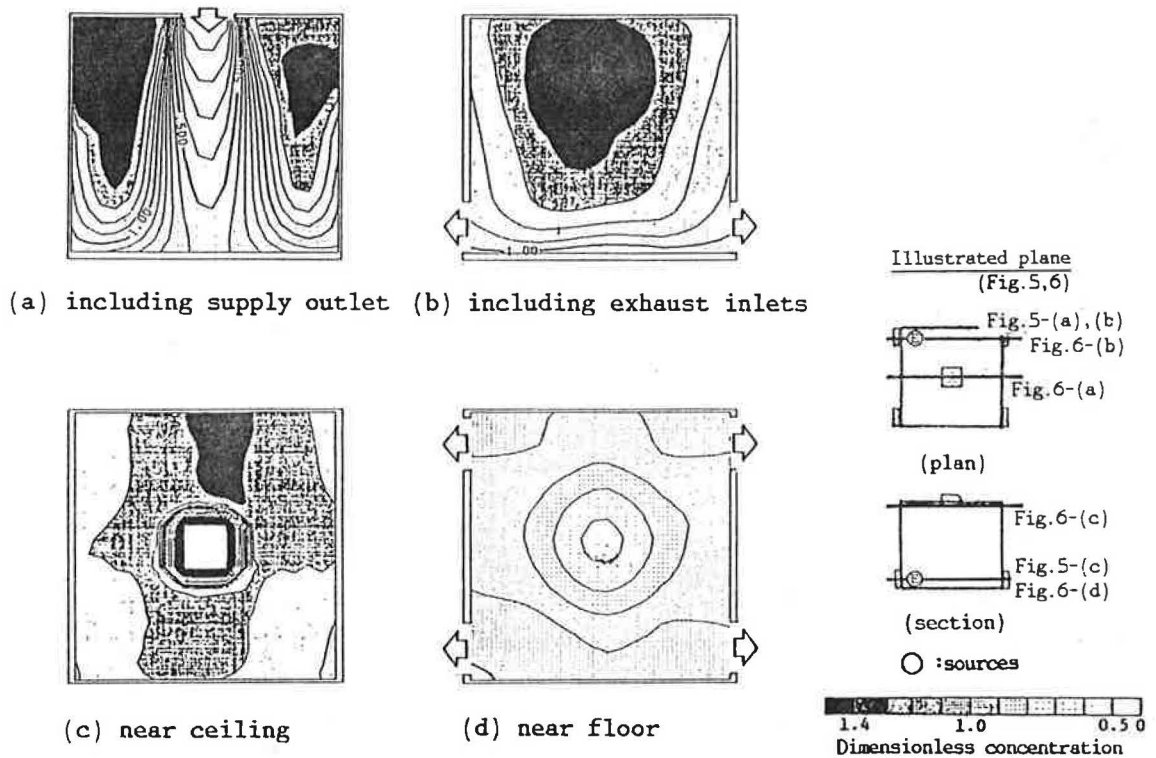 .500
1.00
1.00
(a) including supply outlet
(b) including exhaust inlets
Illustrated plane
(Fig.5,6)
Fig.5-(a),(b)
Fig.6-(b)
Fig.6-(a)
(plan)
Fig.6-(c)
Fig.5-(c)
Fig.6-(d)
(section)
:sources
(c) near ceiling
(d) near floor
1.4 1.0 0.5 0
Dimensionless concentration